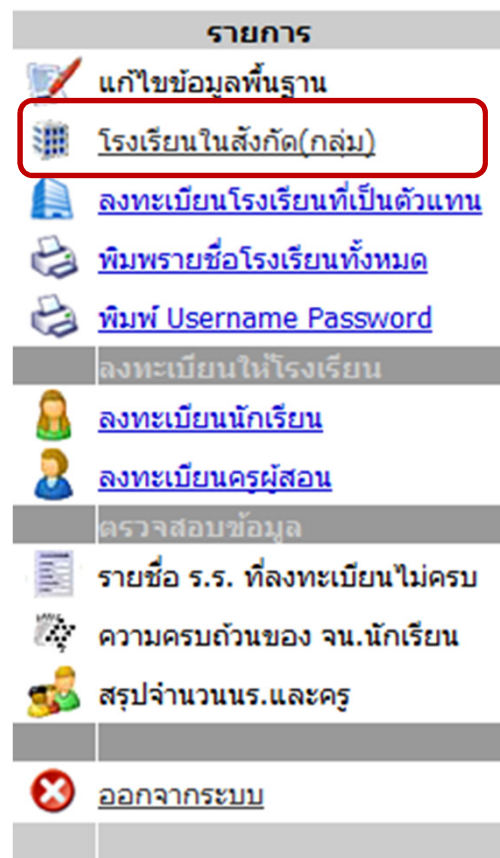 รายการ
แก้ไขข้อมูลพื้นฐาน
โรงเรียนในสังกัด(กลุ่ม)
ลงทะเบียนโรงเรียนที่เป็นตัวแทน
พิมพรายชื่อโรงเรียนทั้งหมด
พิมพ์ Username Password
ลงทะเบียนให้โรงเรียน
ลงทะเบียนนักเรียน
ลงทะเบียนครูผู้สอน
ตรวจสอบข้อมูล
รายชื่อ ร.ร. ที่ลงทะเบียนไม่ครบ
ความครบถ้วนของ จน.นักเรียน
สรุปจำนวนนร.และครู
ออกจากระบบ